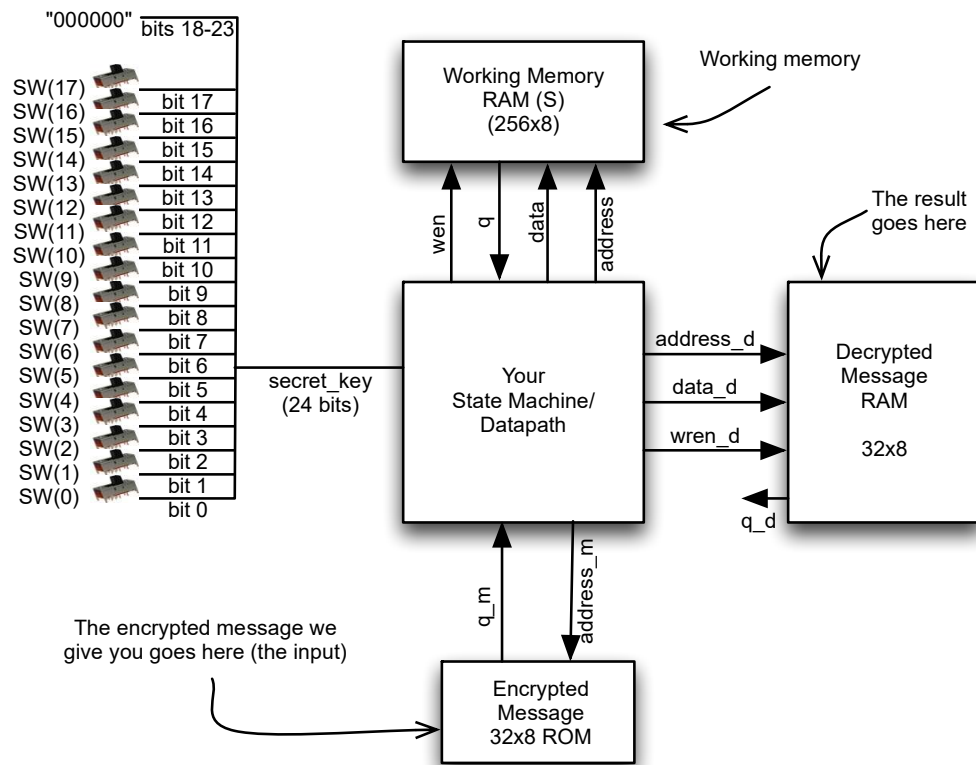 "000000" bits 18-23
SW(17)
bit 17
SW(16)
bit 16
SW(15)
bit 15
SW(14)
bit 14
SW(13)
bit 13
SW(12)
bit 12
SW(11)
bit 11
SW(10)
bit 10
SW(9)
bit 9
SW(8)
bit 8
SW(7)
bit 7
SW(6)
bit 6
SW(5)
bit 5
SW(4)
bit 4
SW(3)
bit 3
SW(2)
bit 2
SW(1)
bit 1
SW(0)
bit 0
secret_key
(24 bits)
Working Memory
RAM (S)
(256x8)
Working memory
wen
q
data
address
The result
goes here
Your
State Machine/
Datapath
address_d
data_d
wren_d
q_d
Decrypted
Message
RAM
32x8
q_m
address_m
The encrypted message we
give you goes here (the input)
Encrypted
Message
32x8 ROM